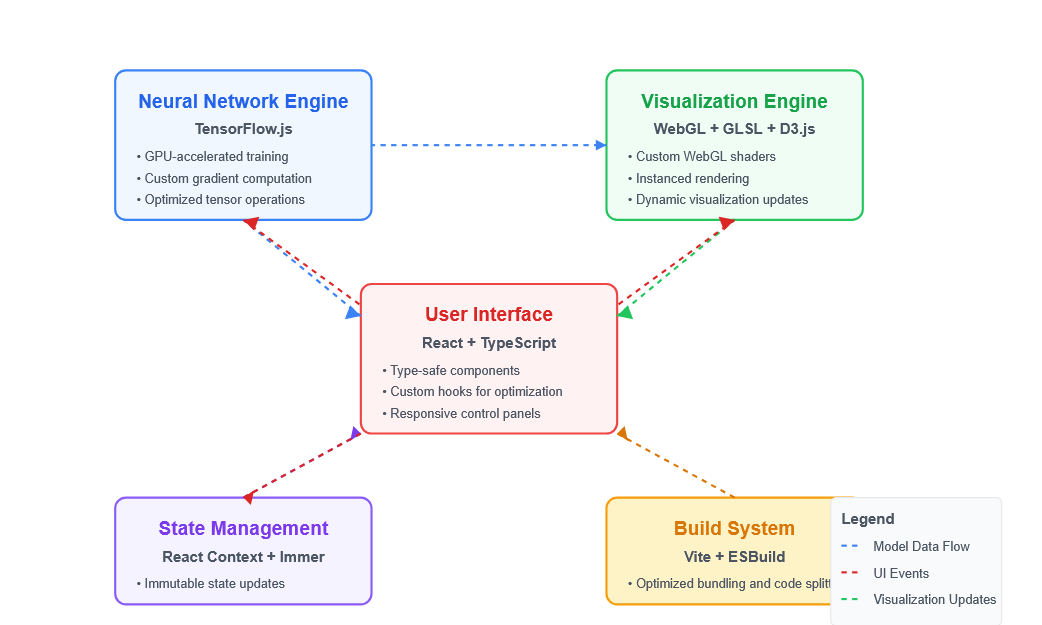 Neural Network Engine
TensorFlow.js
• GPU-accelerated training
• Custom gradient computation
• Optimized tensor operations
Visualization Engine
WebGL + GLSL + D3.js
• Custom WebGL shaders
• Instanced rendering
• Dynamic visualization updates
User Interface
React + TypeScript
• Type-safe components
• Custom hooks for optimization
• Responsive control panels
State Management
React Context + Immer
• Immutable state updates
Build System
Vite + ESBuild
• Optimized bundling and code splitt
Legend
Model Data Flow
UI Events
Visualization Updates